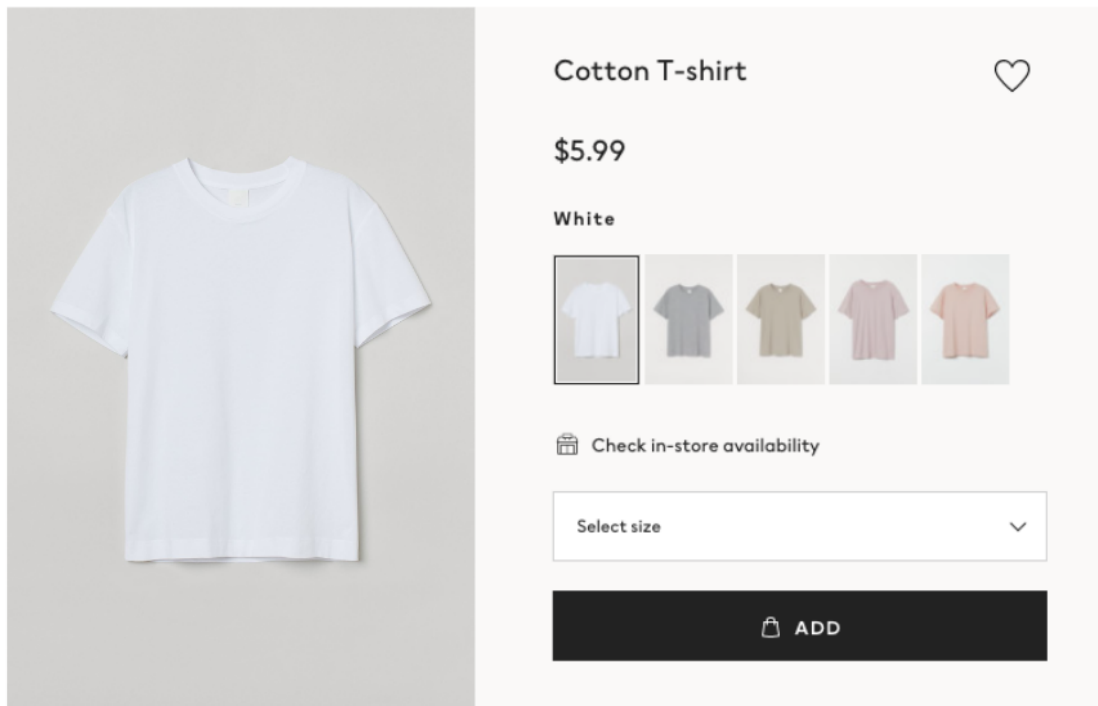 Cotton T-shirt
$5.99
White
Check in-store availability
Select size
ADD